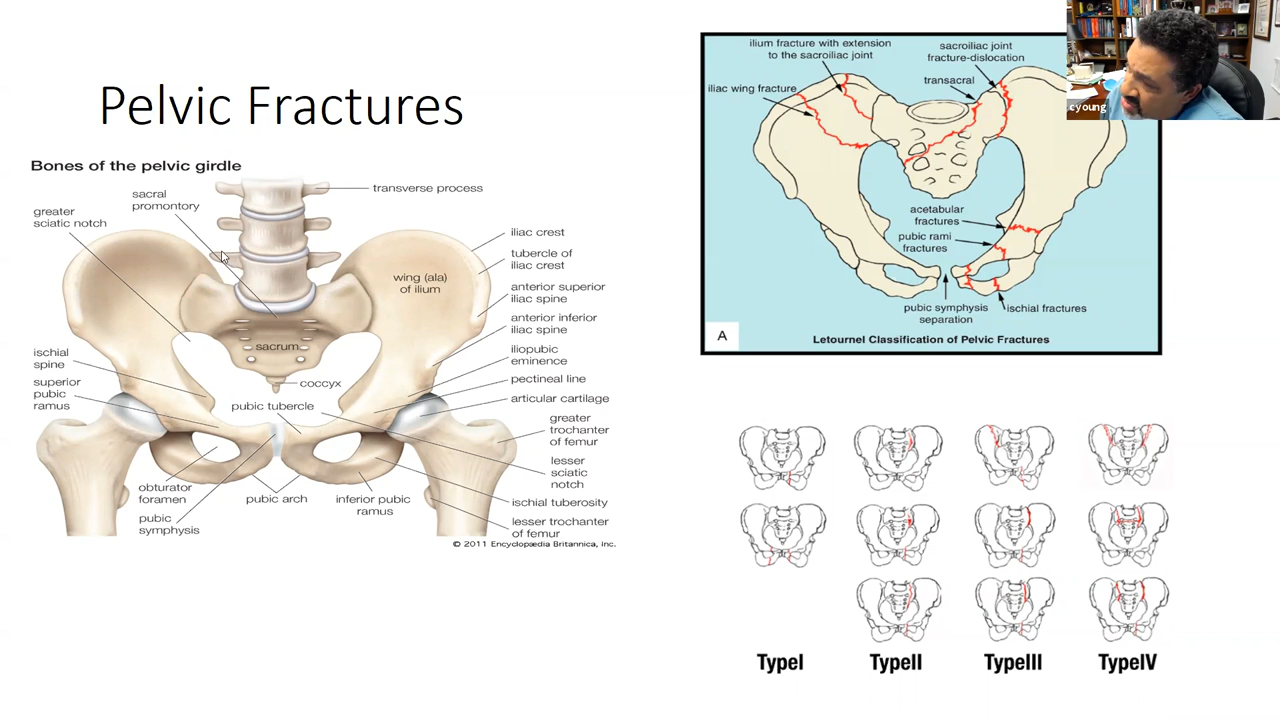 Pelvic Fractures
Bones of the pelvic girdle
sacral
promontory
transverse process
greater
sciatic notch
iliac crest
tubercle of
iliac crest
wing (ala)
of ilium
anterior superior
iliac spine
anterior inferior
iliac spine
ischial
spine
sacrum
iliopubic
eminence
superior
pubic
ramus
coccyx
pectineal line
pubic tubercle
articular cartilage
greater
trochanter
of femur
lesser
sciatic
notch
obturator
foramen
pubic arch
inferior pubic
ramus
ischial tuberosity
pubic
symphysis
lesser trochanter
of femur
© 2011 Encyclopædia Britannica, Inc.
ilium fracture with extension
to the sacroiliac joint
sacroiliac joint
fracture-dislocation
transacral
iliac wing fracture
acetabular
fractures
pubic rami
fractures
pubic symphysis
separation
ischial fractures
A
Letournel Classification of Pelvic Fractures
cyoung
TypeI
TypeII
TypeIII
TypeIV